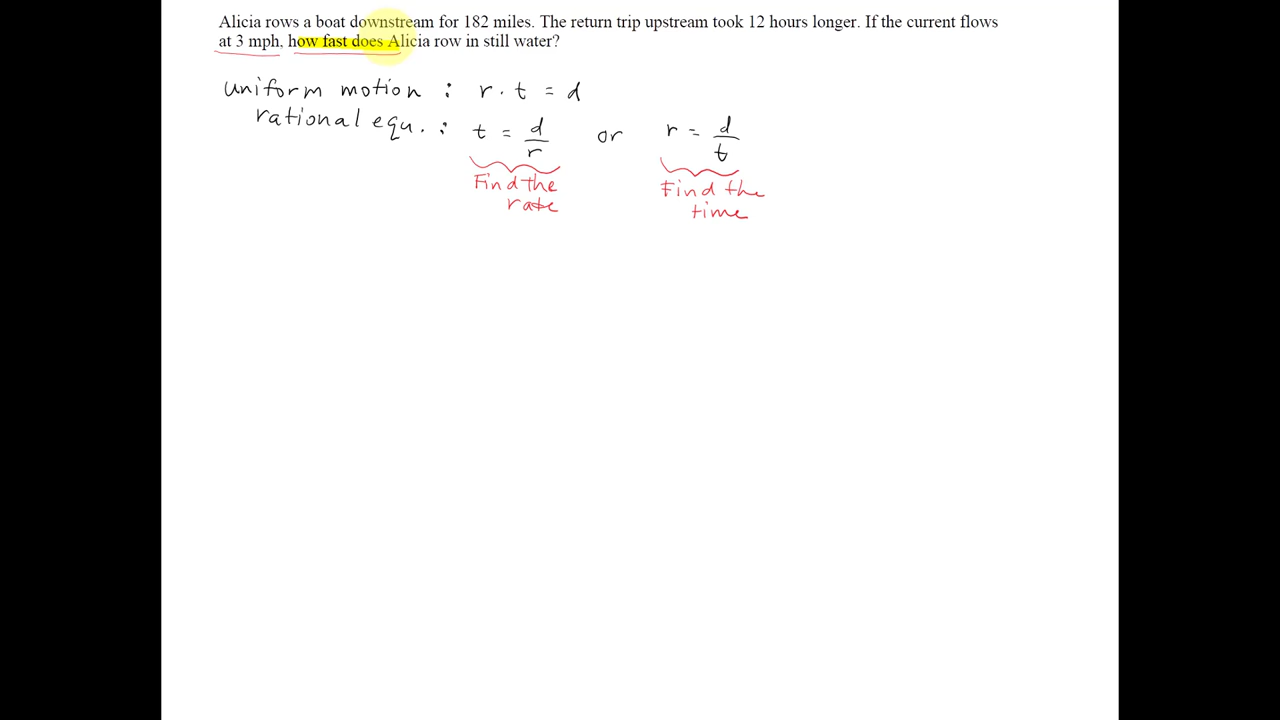 Alicia rows a boat downstream for 182 miles. The return trip upstream took 12 hours longer. If the current flows
at 3 mph, how fast does Alicia row in still water?
uniform motion : r · t = d
rational equ. : t = d/r or r = d/t
Find the rate
Find the time